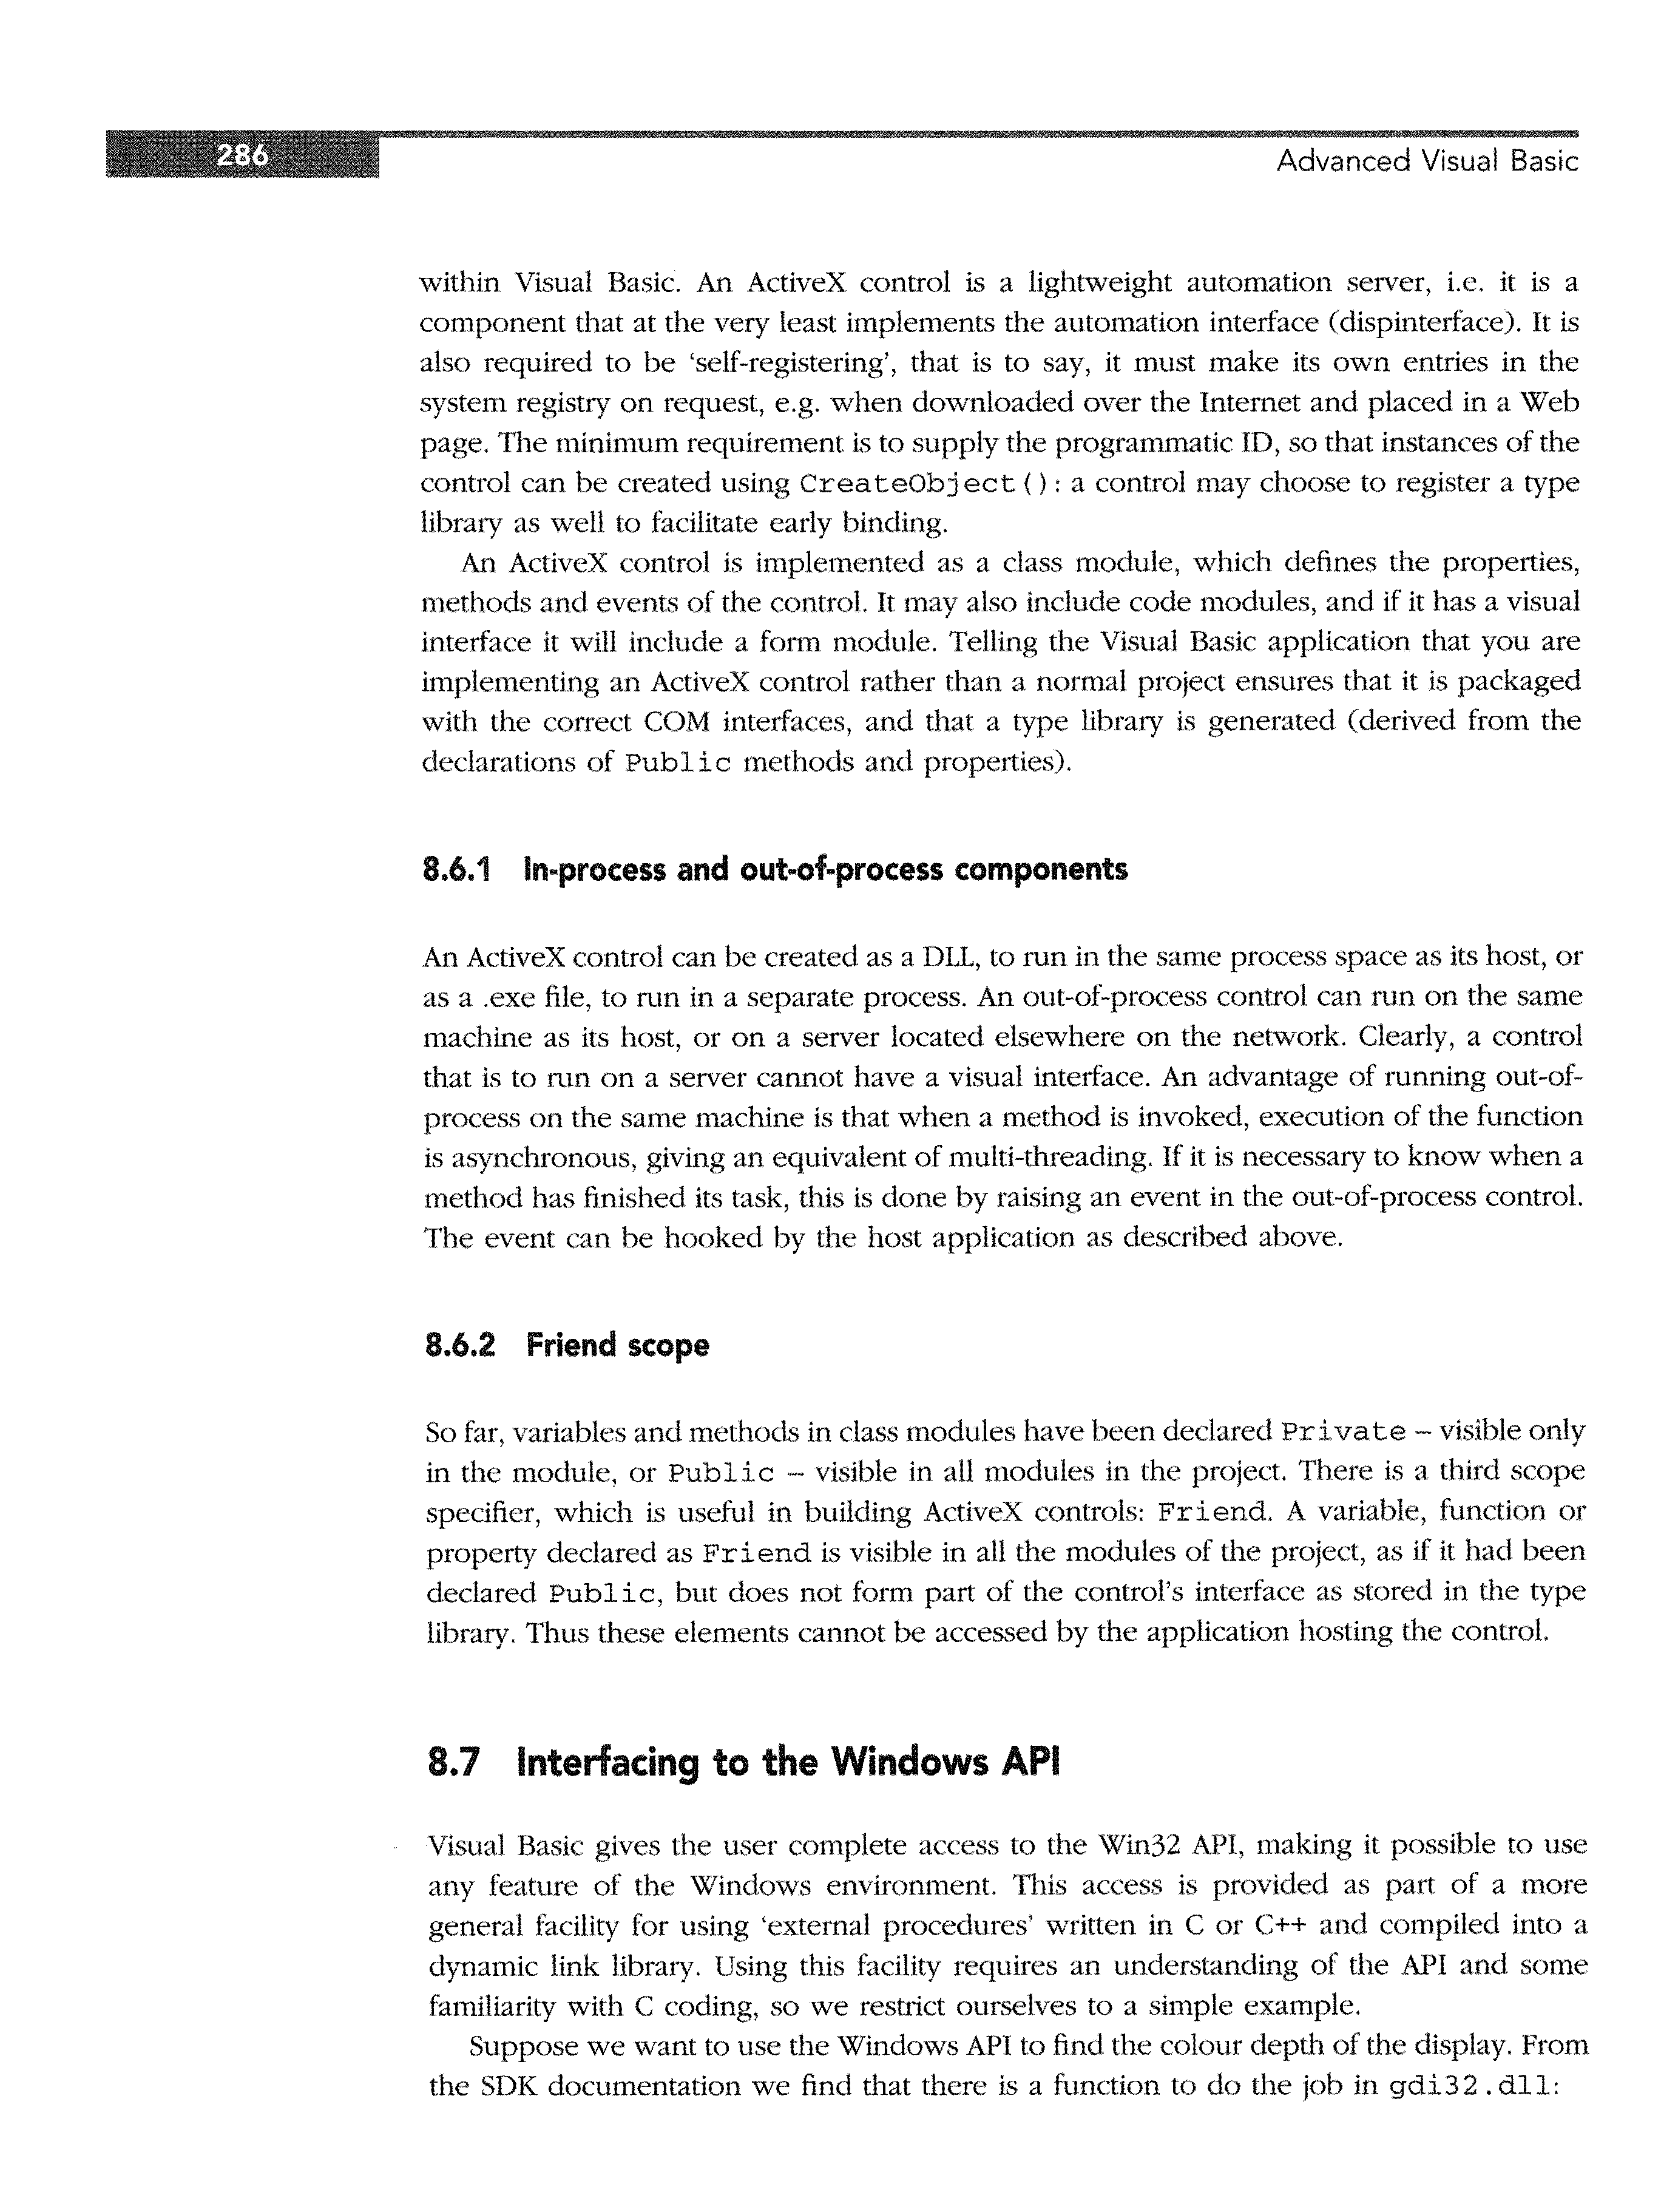 286
Advanced Visual Basic
within Visual Basic. An ActiveX control is a lightweight automation server, i.e. it is a
component that at the very least implements the automation interface (dispinterface). It is
also required to be ‘self-registering’, that is to say, it must make its own entries in the
system registry on request, e.g. when downloaded over the Internet and placed in a Web
page. The minimum requirement is to supply the programmatic ID, so that instances of the
control can be created using CreateObject(): a control may choose to register a type
library as well to facilitate early binding.
An ActiveX control is implemented as a class module, which defines the properties,
methods and events of the control. It may also include code modules, and if it has a visual
interface it will include a form module. Telling the Visual Basic application that you are
implementing an ActiveX control rather than a normal project ensures that it is packaged
with the correct COM interfaces, and that a type library is generated (derived from the
declarations of Public methods and properties).
8.6.1 In-process and out-of-process components
An ActiveX control can be created as a DLL, to run in the same process space as its host, or
as a .exe file, to run in a separate process. An out-of-process control can run on the same
machine as its host, or on a server located elsewhere on the network. Clearly, a control
that is to run on a server cannot have a visual interface. An advantage of running out-of-
process on the same machine is that when a method is invoked, execution of the function
is asynchronous, giving an equivalent of multi-threading. If it is necessary to know when a
method has finished its task, this is done by raising an event in the out-of-process control.
The event can be hooked by the host application as described above.
8.6.2 Friend scope
So far, variables and methods in class modules have been declared Private – visible only
in the module, or Public – visible in all modules in the project. There is a third scope
specifier, which is useful in building ActiveX controls: Friend. A variable, function or
property declared as Friend is visible in all the modules of the project, as if it had been
declared Public, but does not form part of the control’s interface as stored in the type
library. Thus these elements cannot be accessed by the application hosting the control.
8.7 Interfacing to the Windows API
Visual Basic gives the user complete access to the Win32 API, making it possible to use
any feature of the Windows environment. This access is provided as part of a more
general facility for using ‘external procedures’ written in C or C++ and compiled into a
dynamic link library. Using this facility requires an understanding of the API and some
familiarity with C coding, so we restrict ourselves to a simple example.
Suppose we want to use the Windows API to find the colour depth of the display. From
the SDK documentation we find that there is a function to do the job in gdi32.dll: